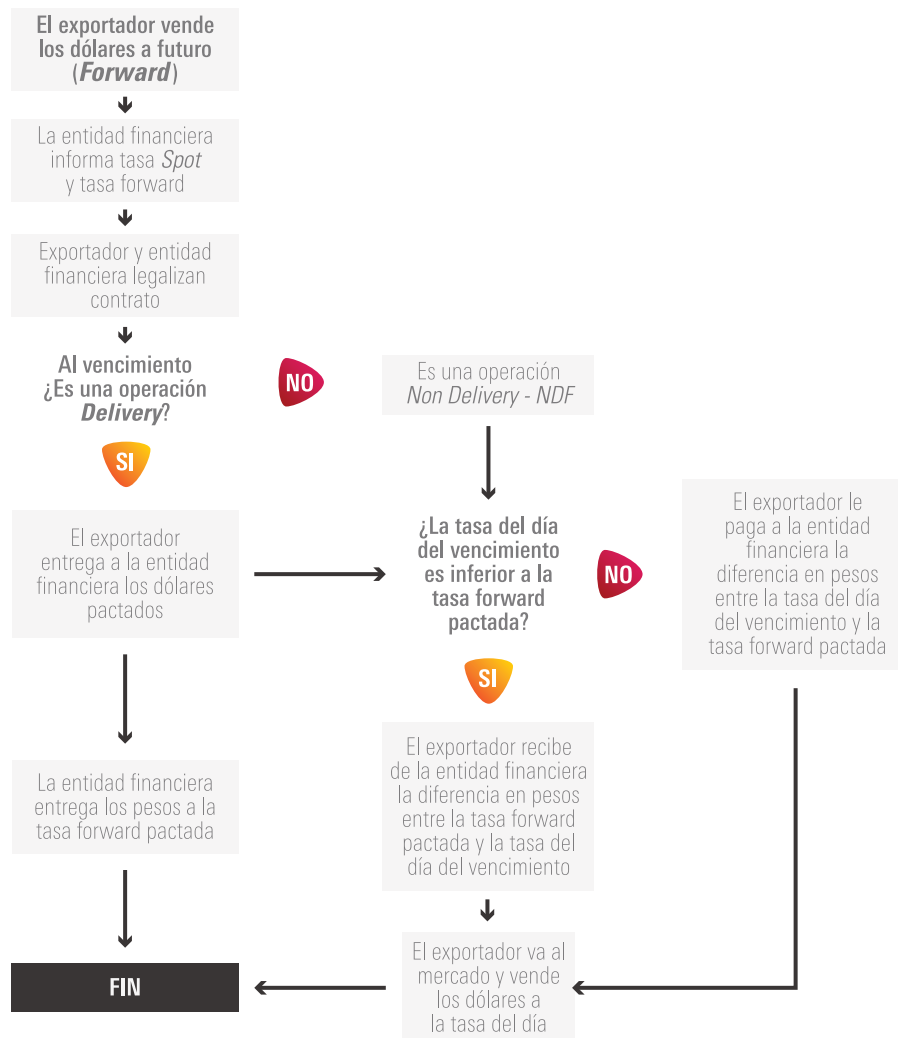 El exportador vende
los dólares a futuro
(Forward)
La entidad financiera
informa tasa Spot
y tasa forward
Exportador y entidad
financiera legalizan
contrato
Al vencimiento
¿Es una operación
Delivery?
NO
Es una operación
Non Delivery - NDF
SI
El exportador
entrega a la entidad
financiera los dólares
pactados
¿La tasa del día
del vencimiento
es inferior a la
tasa forward
pactada?
NO
El exportador le
paga a la entidad
financiera la
diferencia en pesos
entre la tasa del día
del vencimiento y la
tasa forward pactada
SI
La entidad financiera
entrega los pesos a la
tasa forward pactada
El exportador recibe
de la entidad financiera
la diferencia en pesos
entre la tasa forward
pactada y la tasa del
día del vencimiento
FIN
El exportador va al
mercado y vende
los dólares a
la tasa del día